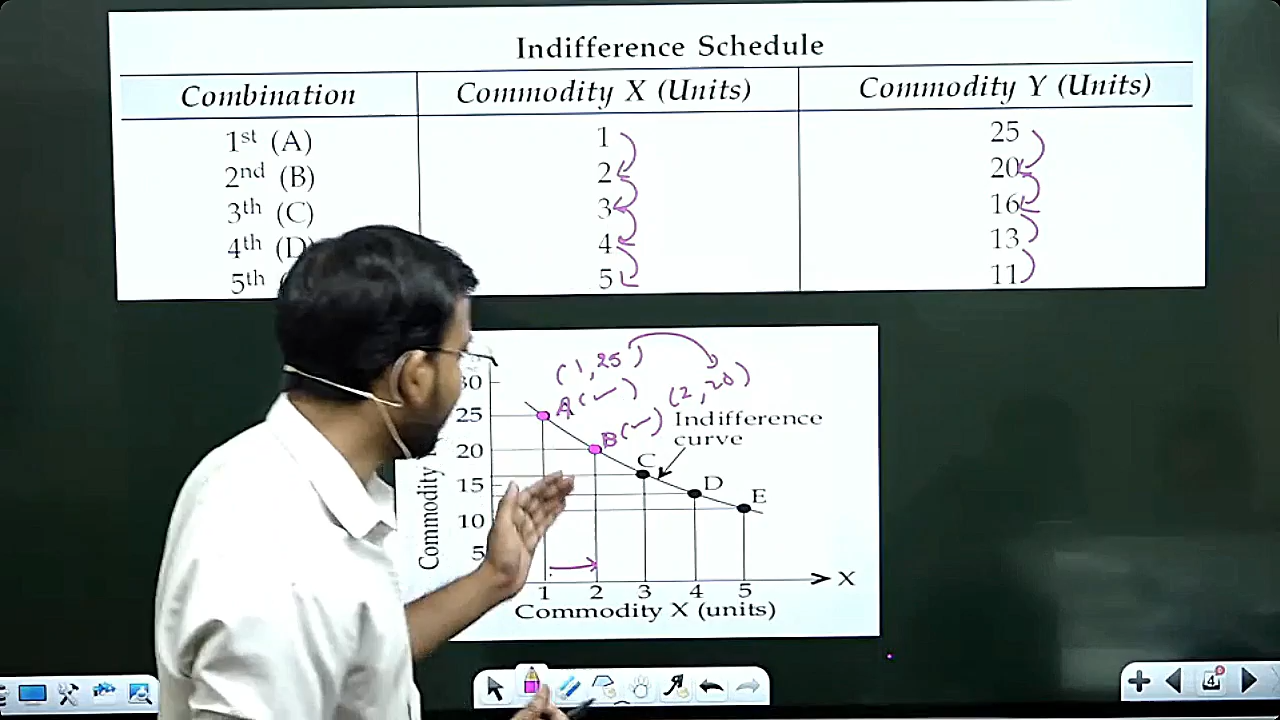 Indifference Schedule
Combination Commodity X (Units) Commodity Y (Units)
1st (A) 1 25
2nd (B) 2 20
3th (C) 3 16
4th (D) 4 13
5th 5 11
(1, 25)
A (✓)
(2, 20)
B (✓)
Indifference
curve
C
D
E
30
25
20
15
10
5
Commodity
1 2 3 4 5
X
Commodity X (units)
4